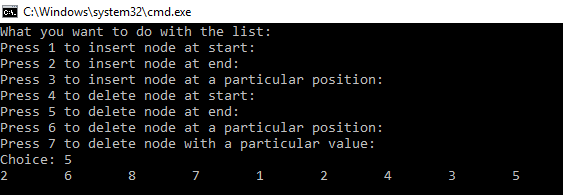 C:\Windows\system32\cmd.exe
What you want to do with the list:
Press 1 to insert node at start:
Press 2 to insert node at end:
Press 3 to insert node at a particular position:
Press 4 to delete node at start:
Press 5 to delete node at end:
Press 6 to delete node at a particular position:
Press 7 to delete node with a particular value:
Choice: 5
2 6 8 7 1 2 4 3 5